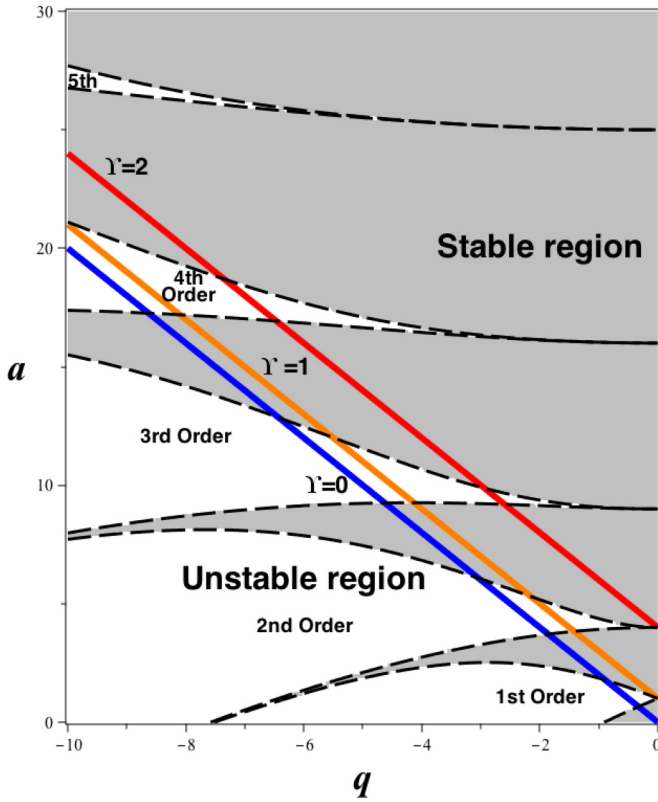 30
5th
ϒ=2
20
Stable region
4th
Order
a
ϒ=1
3rd Order
10
ϒ=0
Unstable region
2nd Order
1st Order
0
−10
−8
−6
−4
−2
0
q